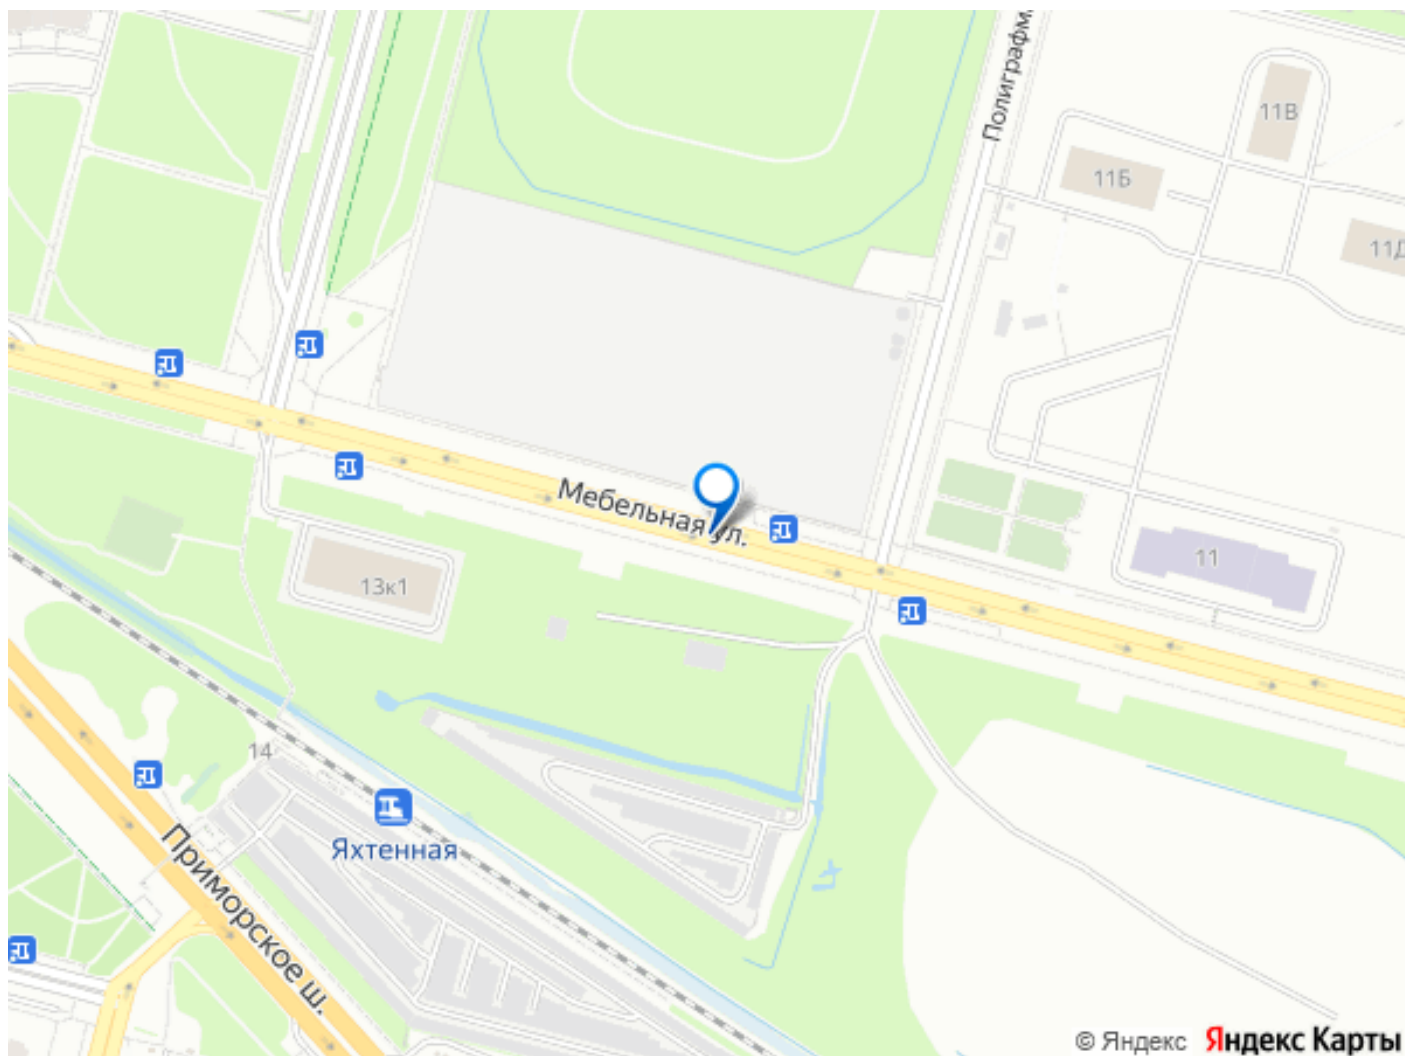 Полиграфм
11В
11Б
11Д
Мебельная ул.
11
13к1
14
Яхтенная
Приморское ш.
© Яндекс Яндекс Карты